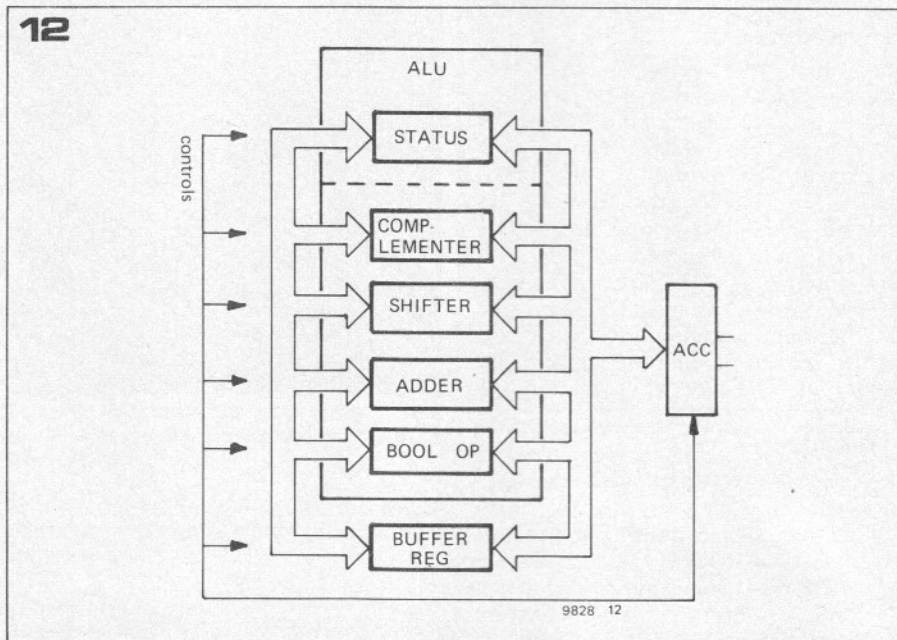 12
ALU
controls
STATUS
COMP-
LEMENTER
SHIFTER
ACC
ADDER
BOOL OP
BUFFER
REG
9828 12